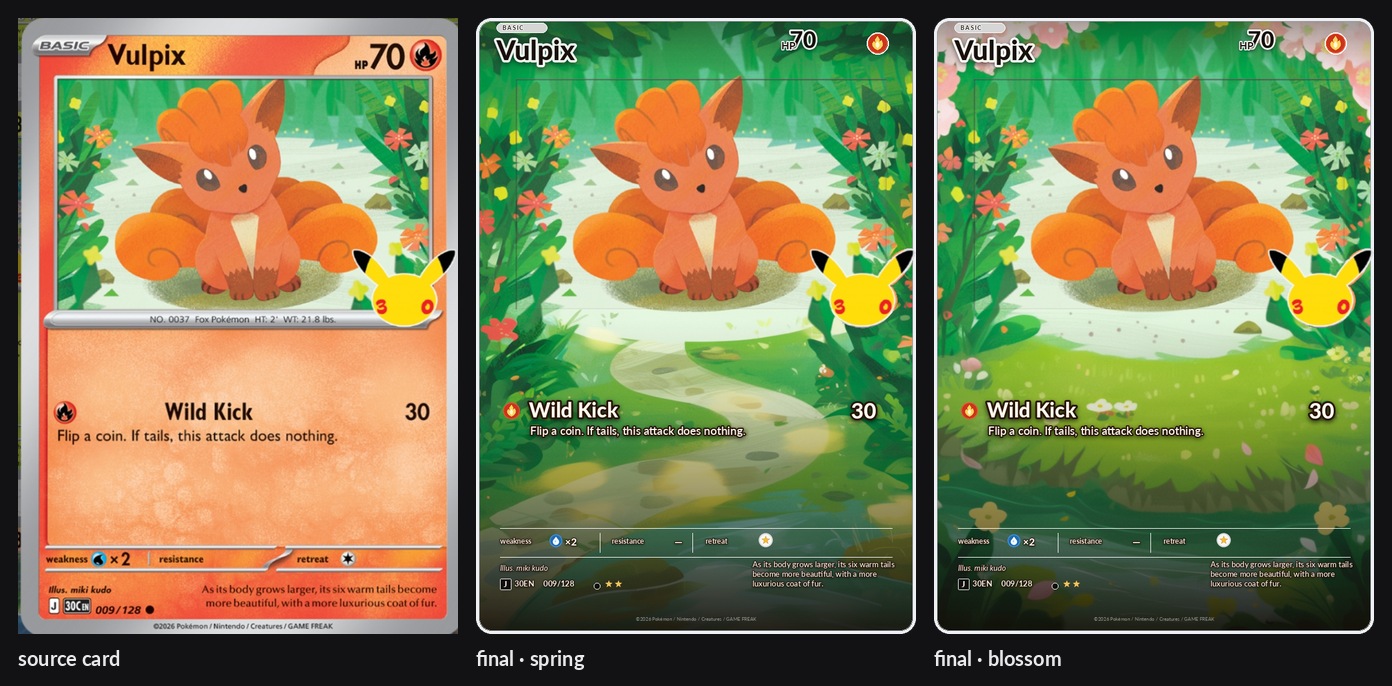 BASIC
Vulpix
HP 70
30
NO. 0037 Fox Pokémon HT: 2' WT: 21.8 lbs.
Wild Kick
30
Flip a coin. If tails, this attack does nothing.
weakness ×2
resistance
retreat
Illus. miki kudo
As its body grows larger, its six warm tails become
more beautiful, with a more luxurious coat of fur.
J 30C EN 009/128
©2026 Pokémon / Nintendo / Creatures / GAME FREAK
source card
BASIC
Vulpix
HP 70
30
Wild Kick
30
Flip a coin. If tails, this attack does nothing.
weakness ×2
resistance –
retreat
Illus. miki kudo
As its body grows larger, its six warm tails
become more beautiful, with a more
luxurious coat of fur.
J 30EN 009/128
©2026 Pokémon / Nintendo / Creatures / GAME FREAK
final · spring
BASIC
Vulpix
HP 70
30
Wild Kick
30
Flip a coin. If tails, this attack does nothing.
weakness ×2
resistance –
retreat
Illus. miki kudo
As its body grows larger, its six warm tails
become more beautiful, with a more
luxurious coat of fur.
J 30EN 009/128
©2026 Pokémon / Nintendo / Creatures / GAME FREAK
final · blossom